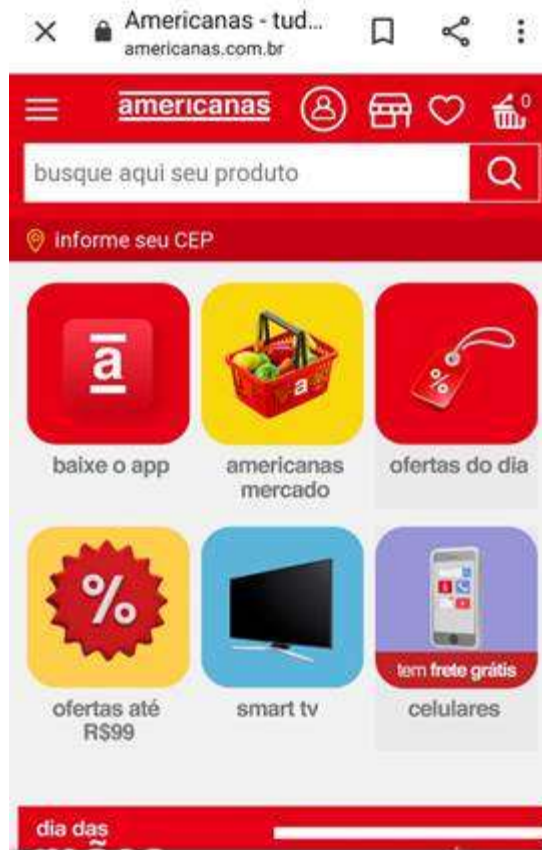 Americanas - tud...
americanas.com.br
americanas
0
busque aqui seu produto
informe seu CEP
a
a
%
baixe o app
americanas
mercado
ofertas do dia
%
tem frete grátis
ofertas até
R$99
smart tv
celulares
dia das